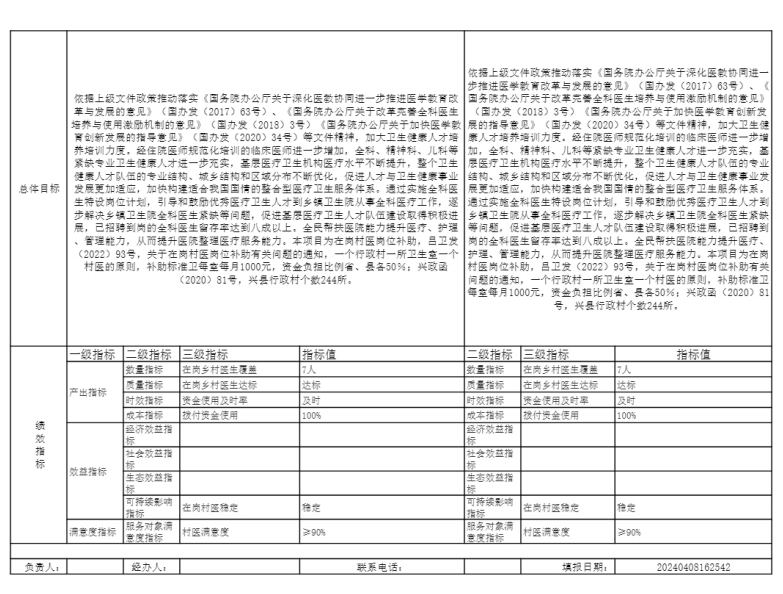 总体目标
依据上级文件政策推动落实《国务院办公厅关于深化医教协同进一步推进医学教育改
革与发展的意见》（国办发（2017）63号）、《国务院办公厅关于改革完善全科医生
培养与使用激励机制的意见》（国办发（2018）3号）《国务院办公厅关于加快医学教
育创新发展的指导意见》（国办发（2020）34号）等文件精神，加大卫生健康人才培
养培训力度。经住院医师规范化培训的临床医师进一步增加，全科、精神科、儿科等
紧缺专业卫生健康人才进一步充实，基层医疗卫生机构医疗水平不断提升，整个卫生
健康人才队伍的专业结构、城乡结构和区域分布不断优化，促进人才与卫生健康事业
发展更加适应，加快构建适合我国国情的整合型医疗卫生服务体系。通过实施全科医
生特设岗位计划，引导和鼓励优秀医疗卫生人才到乡镇卫生院从事全科医疗工作，逐
步解决乡镇卫生院全科医生紧缺等问题，促进基层医疗卫生人才队伍建设取得积极进
展，已招聘到岗的全科医生留存率达到八成以上。全民帮扶医院能力提升医疗、护理
、管理能力，从而提升医院整理医疗服务能力。本项目为在岗村医岗位补助，吕卫发
（2022）93号，关于在岗村医岗位补助有关问题的通知，一个行政村一所卫生室一个
村医的原则，补助标准卫每室每月1000元，资金负担比例省、县各50%；兴政函
（2020）81号，兴县行政村个数244所。
依据上级文件政策推动落实《国务院办公厅关于深化医教协同进一
步推进医学教育改革与发展的意见》（国办发（2017）63号）、《
国务院办公厅关于改革完善全科医生培养与使用激励机制的意见》
（国办发（2018）3号）《国务院办公厅关于加快医学教育创新发
展的指导意见》（国办发（2020）34号）等文件精神，加大卫生健
康人才培养培训力度。经住院医师规范化培训的临床医师进一步增
加，全科、精神科、儿科等紧缺专业卫生健康人才进一步充实，基
层医疗卫生机构医疗水平不断提升，整个卫生健康人才队伍的专业
结构、城乡结构和区域分布不断优化，促进人才与卫生健康事业发
展更加适应，加快构建适合我国国情的整合型医疗卫生服务体系。
通过实施全科医生特设岗位计划，引导和鼓励优秀医疗卫生人才到
乡镇卫生院从事全科医疗工作，逐步解决乡镇卫生院全科医生紧缺
等问题，促进基层医疗卫生人才队伍建设取得积极进展，已招聘到
岗的全科医生留存率达到八成以上。全民帮扶医院能力提升医疗、
护理、管理能力，从而提升医院整理医疗服务能力。本项目为在岗
村医岗位补助，吕卫发（2022）93号，关于在岗村医岗位补助有关
问题的通知，一个行政村一所卫生室一个村医的原则，补助标准卫
每室每月1000元，资金负担比例省、县各50%；兴政函（2020）81
号，兴县行政村个数244所。
绩效指标
一级指标 二级指标 三级指标 指标值 二级指标 三级指标 指标值
产出指标 数量指标 在岗乡村医生覆盖 7人 数量指标 在岗乡村医生覆盖 7人
质量指标 在岗乡村医生达标 达标 质量指标 在岗乡村医生达标 达标
时效指标 资金使用及时率 及时 时效指标 资金使用及时率 及时
成本指标 拨付资金使用 100% 成本指标 拨付资金使用 100%
效益指标 经济效益指标 经济效益指标
社会效益指标 社会效益指标
生态效益指标 生态效益指标
可持续影响指标 在岗村医稳定 稳定 可持续影响指标 在岗村医稳定 稳定
满意度指标 服务对象满意度指标 村医满意度 ≥90% 服务对象满意度指标 村医满意度 ≥90%
负责人： 经办人： 联系电话： 填报日期： 20240408162542